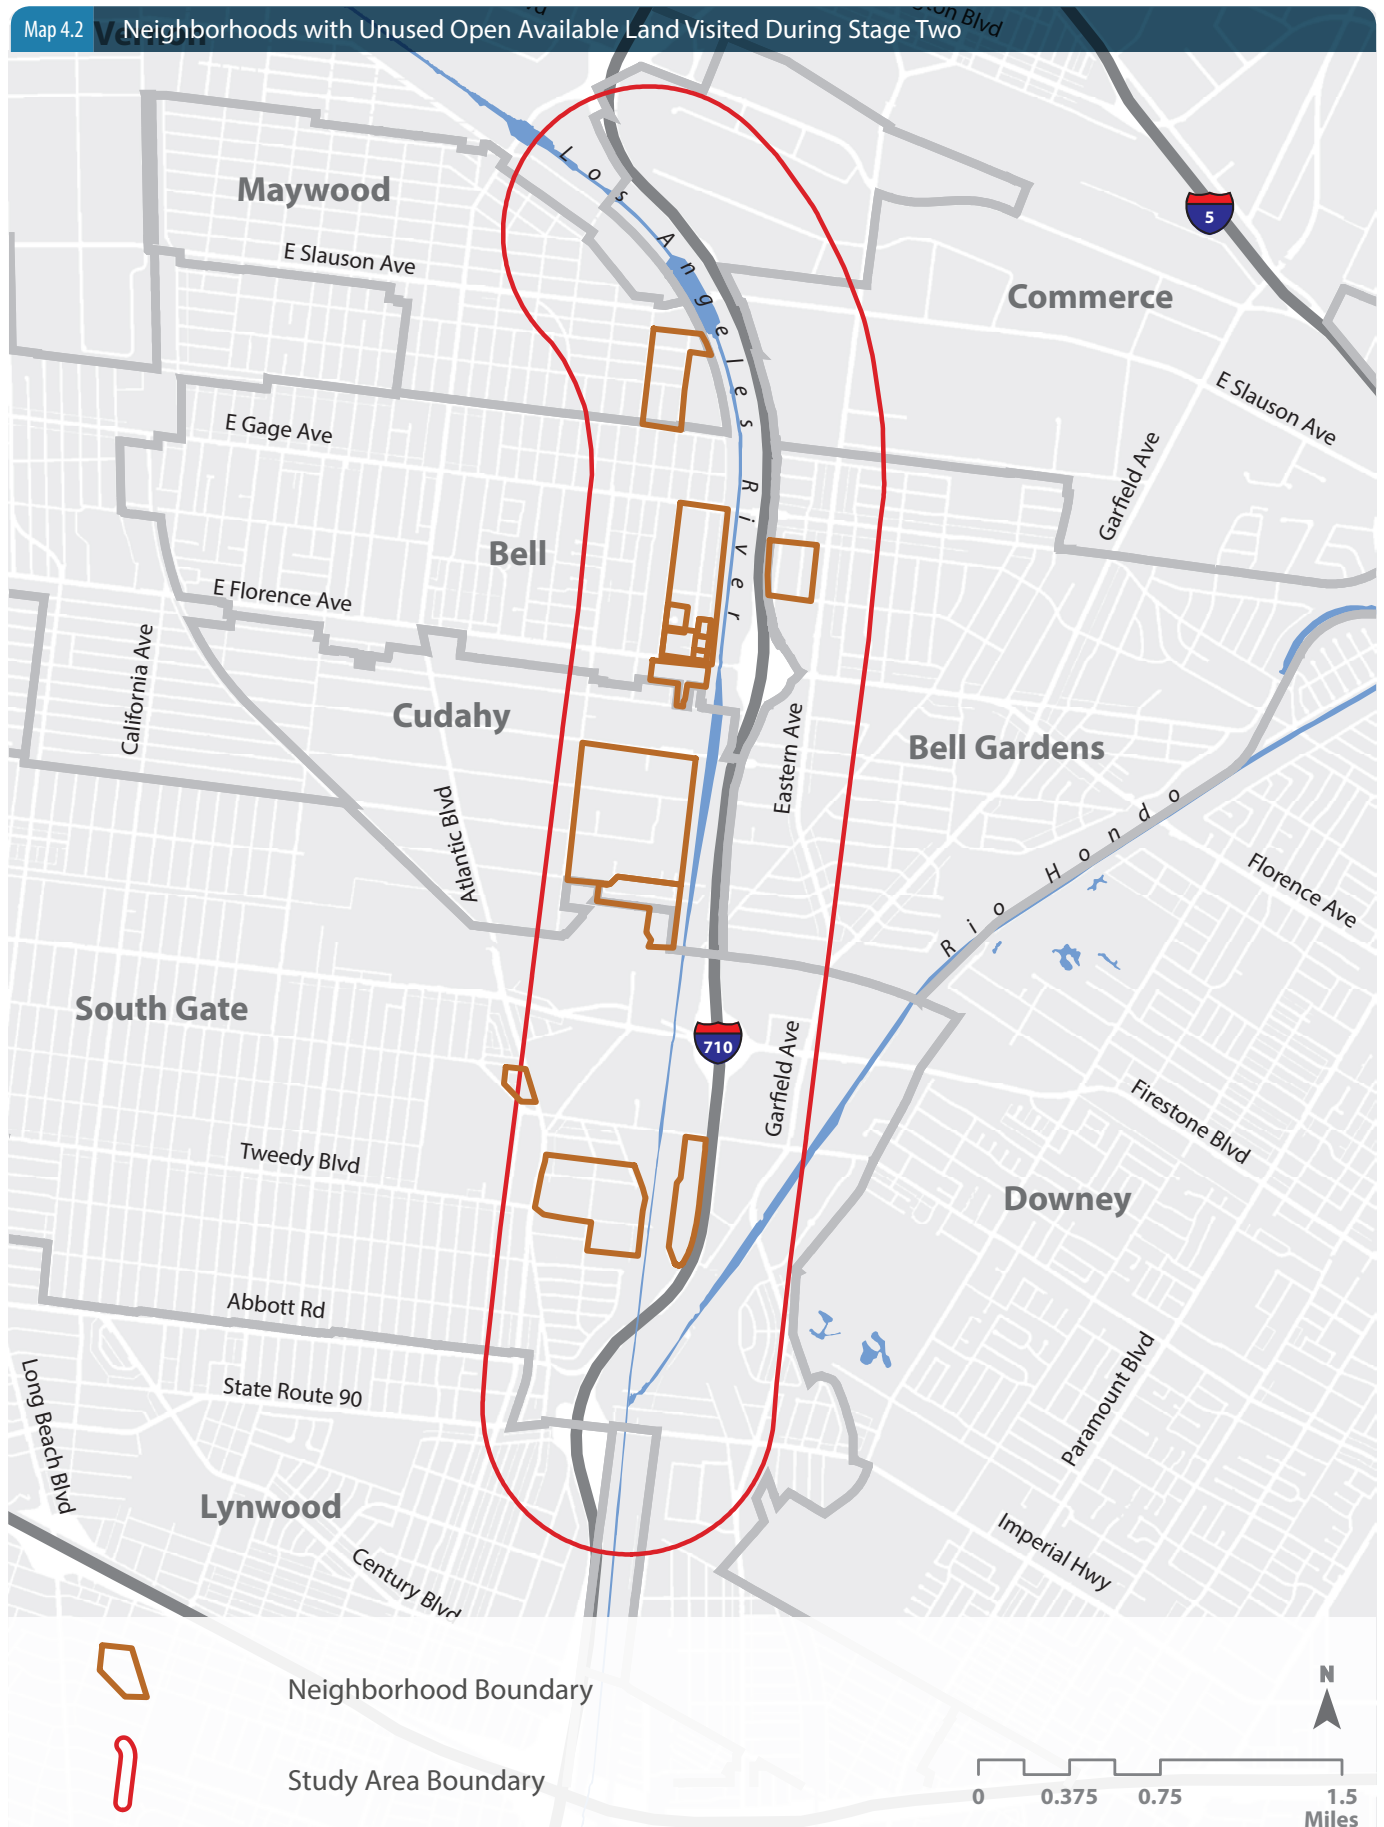 Map 4.2
Neighborhoods with Unused Open Available Land Visited During Stage Two
Vernon
Blvd
Maywood
Los Angeles River
5
E Slauson Ave
Commerce
E Slauson Ave
E Gage Ave
Garfield Ave
Bell
E Florence Ave
California Ave
Cudahy
Eastern Ave
Bell Gardens
Atlantic Blvd
Rio Hondo
Florence Ave
South Gate
710
Garfield Ave
Firestone Blvd
Tweedy Blvd
Downey
Abbott Rd
Long Beach Blvd
State Route 90
Paramount Blvd
Lynwood
Imperial Hwy
Century Blvd
Neighborhood Boundary
Study Area Boundary
N
0 0.375 0.75 1.5
Miles